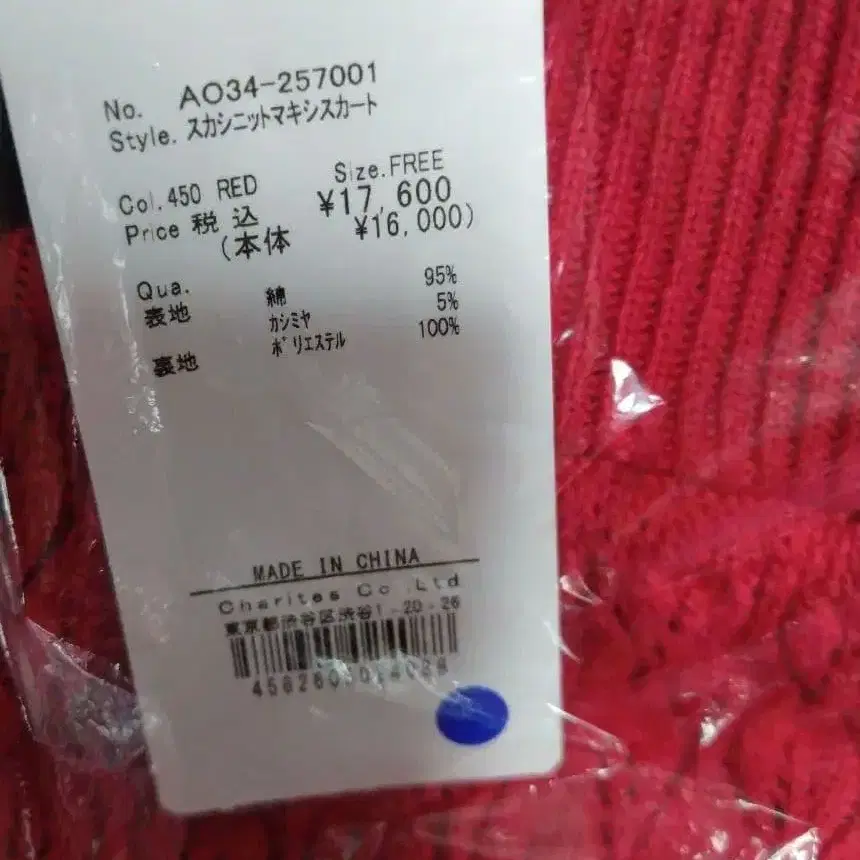 No. AO34-257001
Style. スカシニットマキシスカート
Col.450 RED Size.FREE
Price 税込 ¥17,600
(本体 ¥16,000)
Qua.
表地 綿 95%
カシミヤ 5%
裏地 ポリエステル 100%
MADE IN CHINA
Charites Co.,Ltd
東京都渋谷区渋谷1-20-26